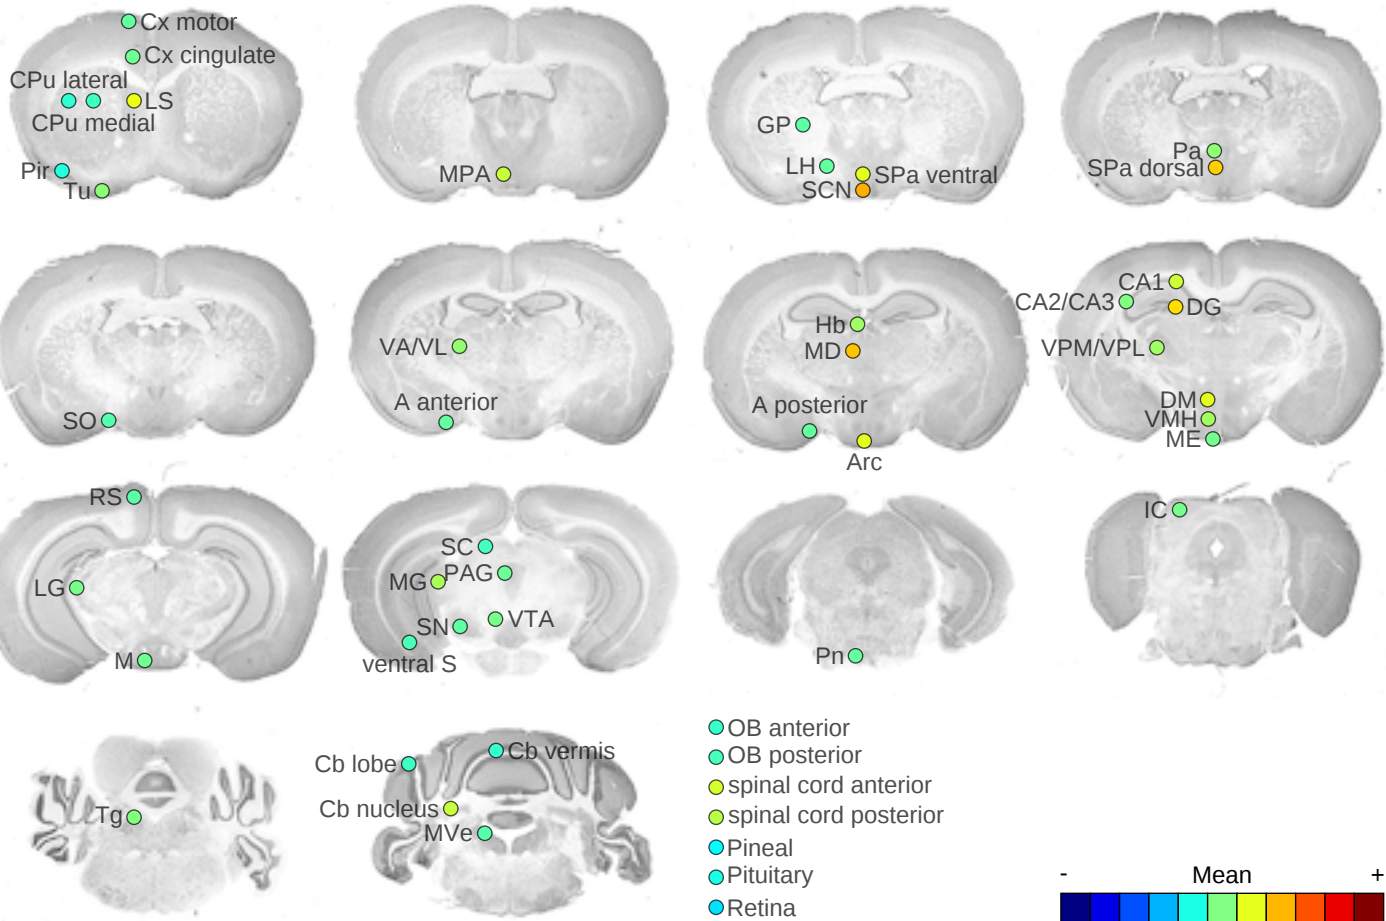 Cx motor
Cx cingulate
CPu lateral
LS
CPu medial
Pir
Tu
MPA
GP
LH
SPa ventral
SCN
Pa
SPa dorsal
SO
VA/VL
A anterior
Hb
MD
A posterior
Arc
CA1
CA2/CA3
DG
VPM/VPL
DM
VMH
ME
RS
LG
M
SC
PAG
MG
VTA
SN
ventral S
Pn
IC
Tg
Cb vermis
Cb lobe
Cb nucleus
MVe
OB anterior
OB posterior
spinal cord anterior
spinal cord posterior
Pineal
Pituitary
Retina
- Mean +